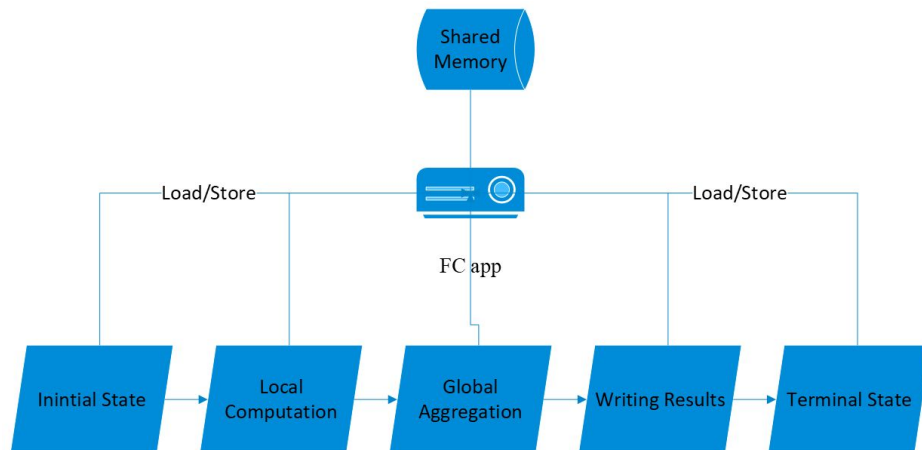 Shared
Memory
Load/Store
Load/Store
FC app
Inintial State
Local
Computation
Global
Aggregation
Writing Results
Terminal State